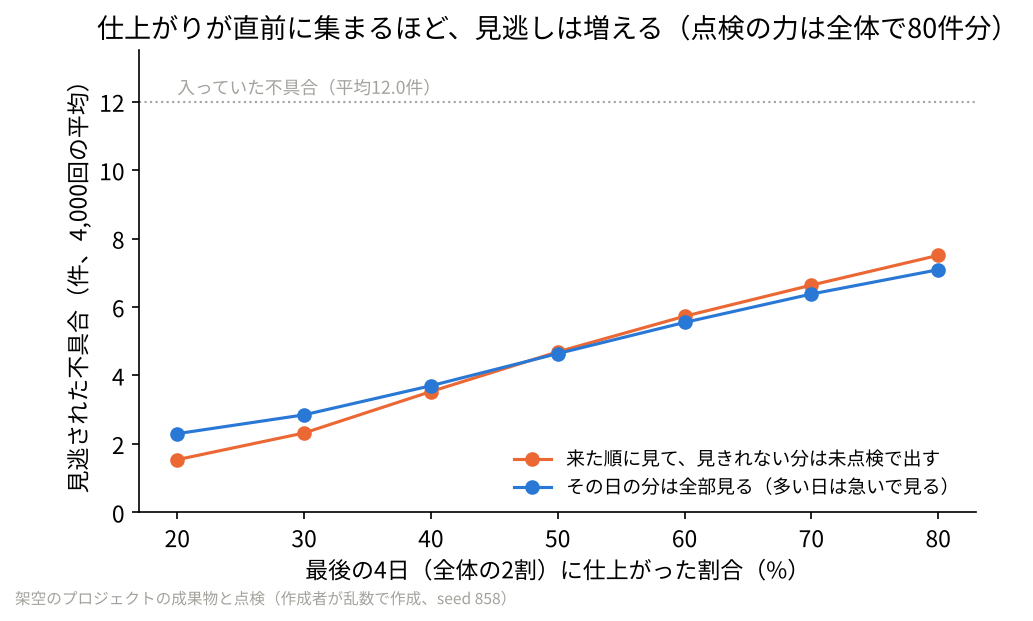 仕上がりが直前に集まるほど、見逃しは増える（点検の力は全体で80件分）
見逃された不具合（件、4,000回の平均）
入っていた不具合（平均12.0件）
12
10
8
6
4
2
0
来た順に見て、見きれない分は未点検で出す
その日の分は全部見る（多い日は急いで見る）
20 30 40 50 60 70 80
最後の4日（全体の2割）に仕上がった割合（%）
架空のプロジェクトの成果物と点検（作成者が乱数で作成、seed 858）